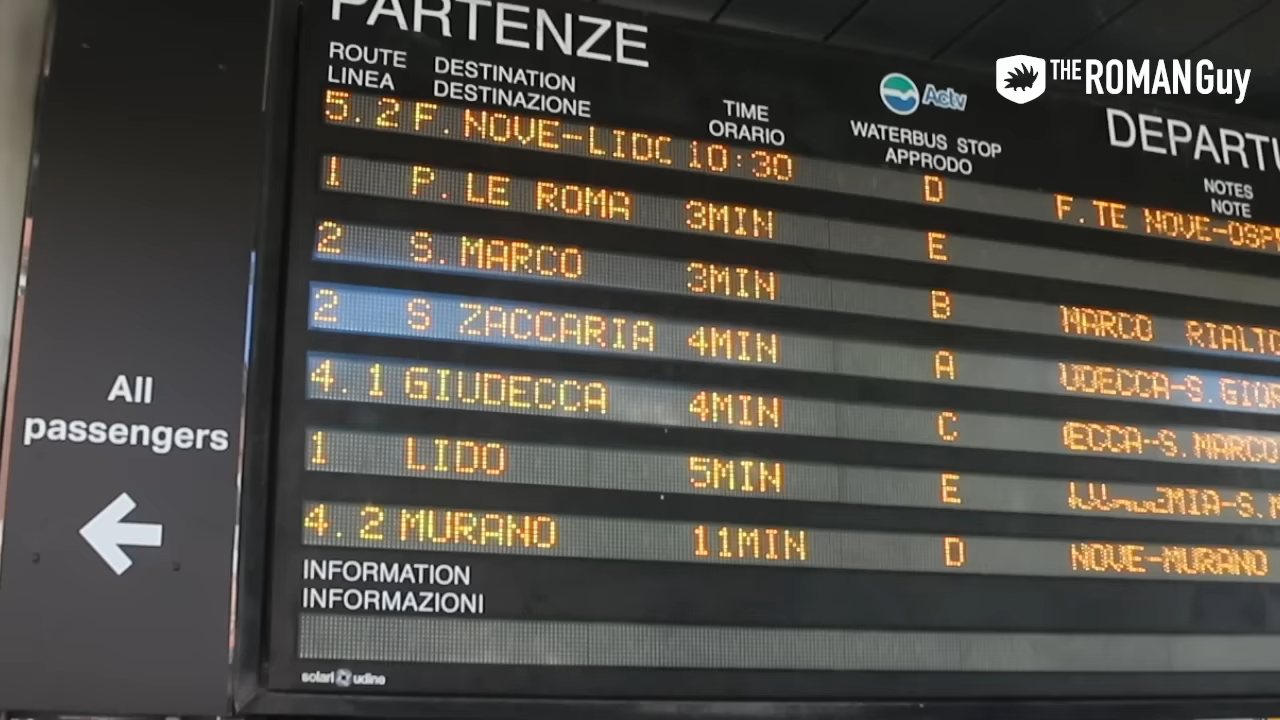 THE ROMAN GUY
PARTENZE
DEPARTU
ROUTE DESTINATION TIME WATERBUS STOP NOTES
LINEA DESTINAZIONE ORARIO APPRODO NOTE
Actv
5.2 F. NOVE-LIDO 10:30 D F.TE NOVE-OSP
1 P. LE ROMA 3MIN E
2 S. MARCO 3MIN B MARCO RIALTO
2 S ZACCARIA 4MIN A UDECCA-S.GIOR
4.1 GIUDECCA 4MIN C ECCA-S.MARCO
1 LIDO 5MIN E MIA-S.M
4.2 MURANO 11MIN D NOVE-MURANO
INFORMATION
INFORMAZIONI
solari udine
All
passengers